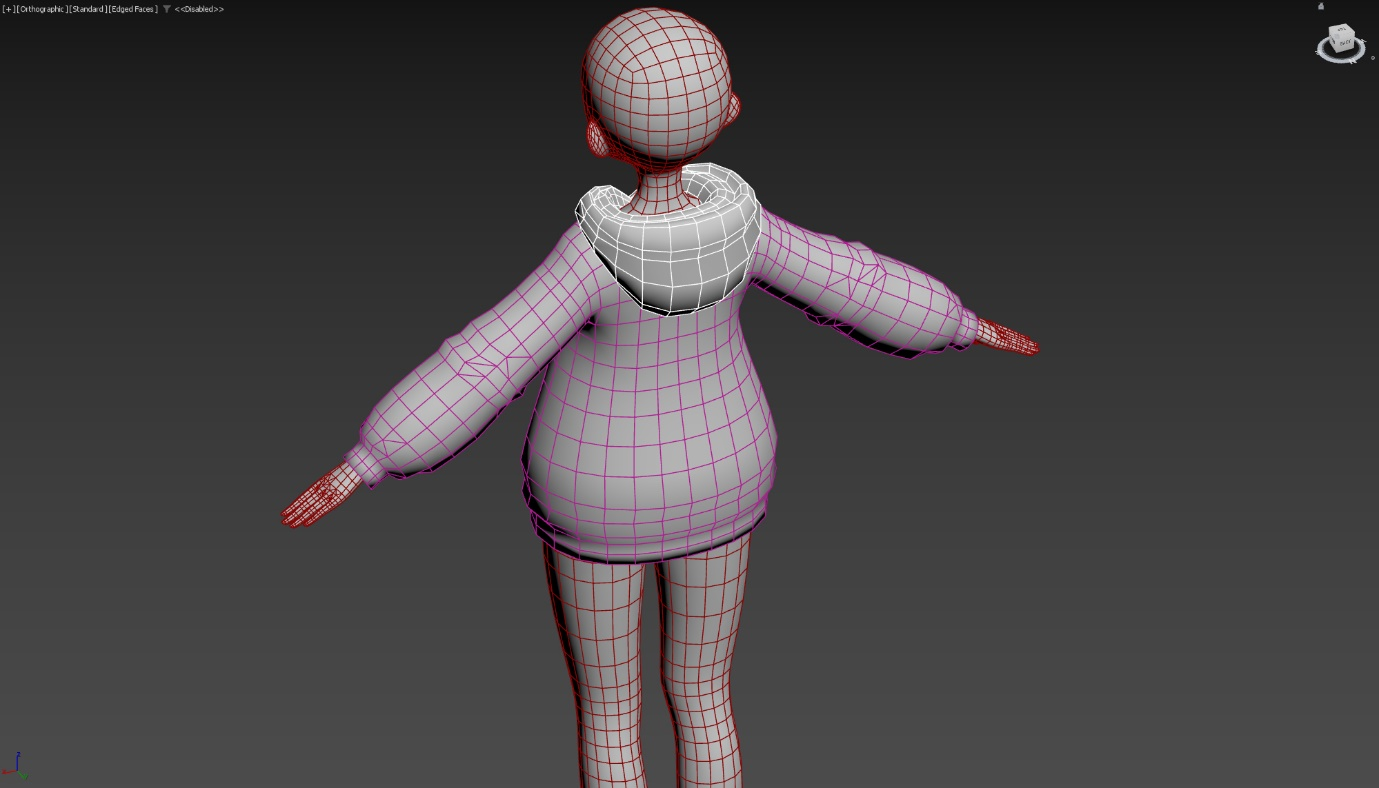 [+][Orthographic][Standard][Edged Faces] <<Disabled>>
z